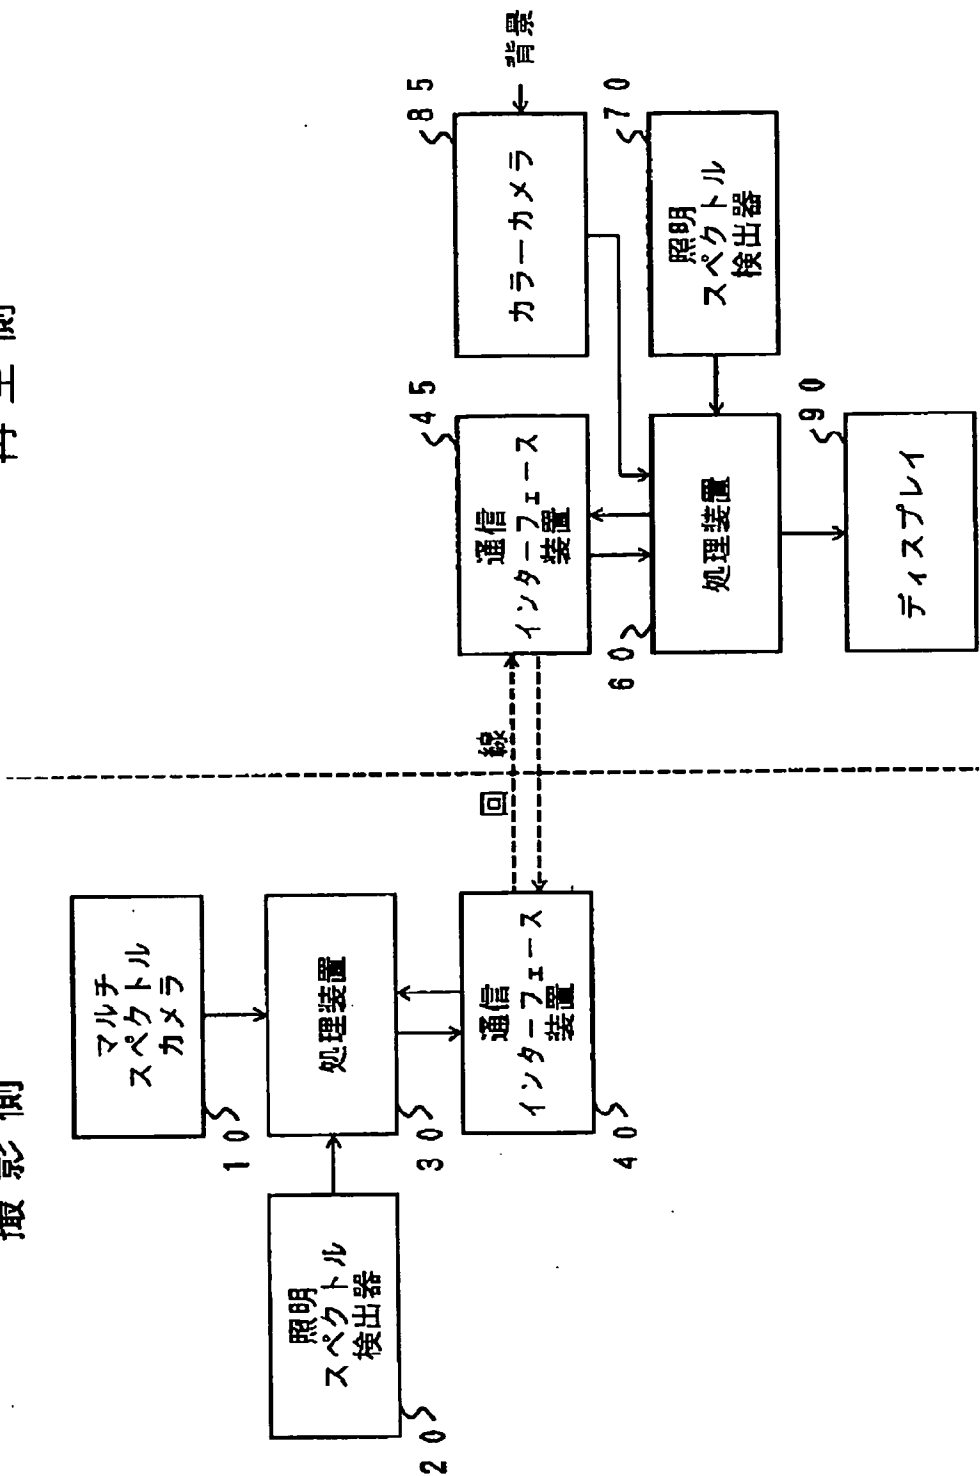 撮影側
再生側
マルチ
スペクトル
カメラ
10
照明
スペクトル
検出器
20
処理装置
30
通信
インターフェース
装置
40
回線
通信
インターフェース
装置
45
カラーカメラ
85
背景
処理装置
60
照明
スペクトル
検出器
70
ディスプレイ
90